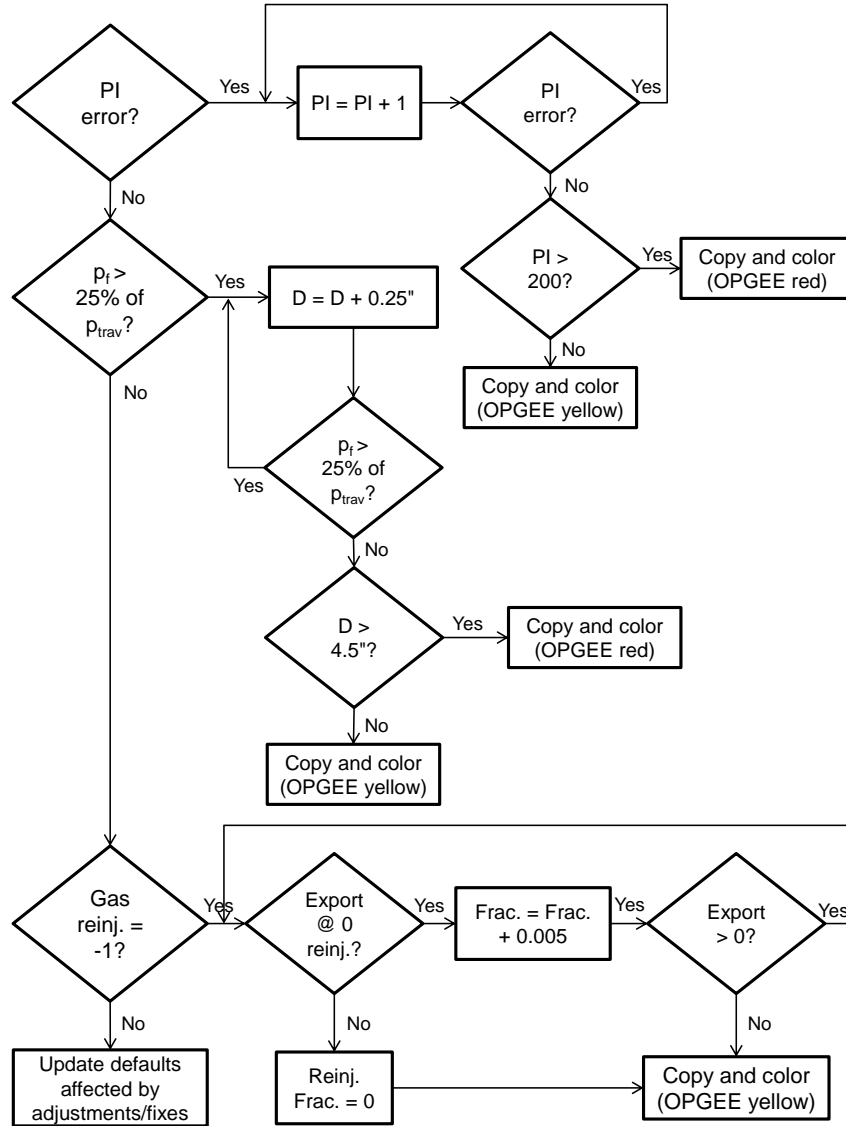 PI
error?
Yes
PI = PI + 1
PI
error?
Yes
No
No
p_f >
25% of
p_trav?
Yes
D = D + 0.25"
PI >
200?
Yes
Copy and color
(OPGEE red)
No
No
Copy and color
(OPGEE yellow)
p_f >
25% of
p_trav?
Yes
No
D >
4.5"?
Yes
Copy and color
(OPGEE red)
No
Copy and color
(OPGEE yellow)
Gas
reinj. =
-1?
Yes
Export
@ 0
reinj.?
Yes
Frac. = Frac.
+ 0.005
Yes
Export
> 0?
Yes
No
No
No
Update defaults
affected by
adjustments/fixes
Reinj.
Frac. = 0
Copy and color
(OPGEE yellow)